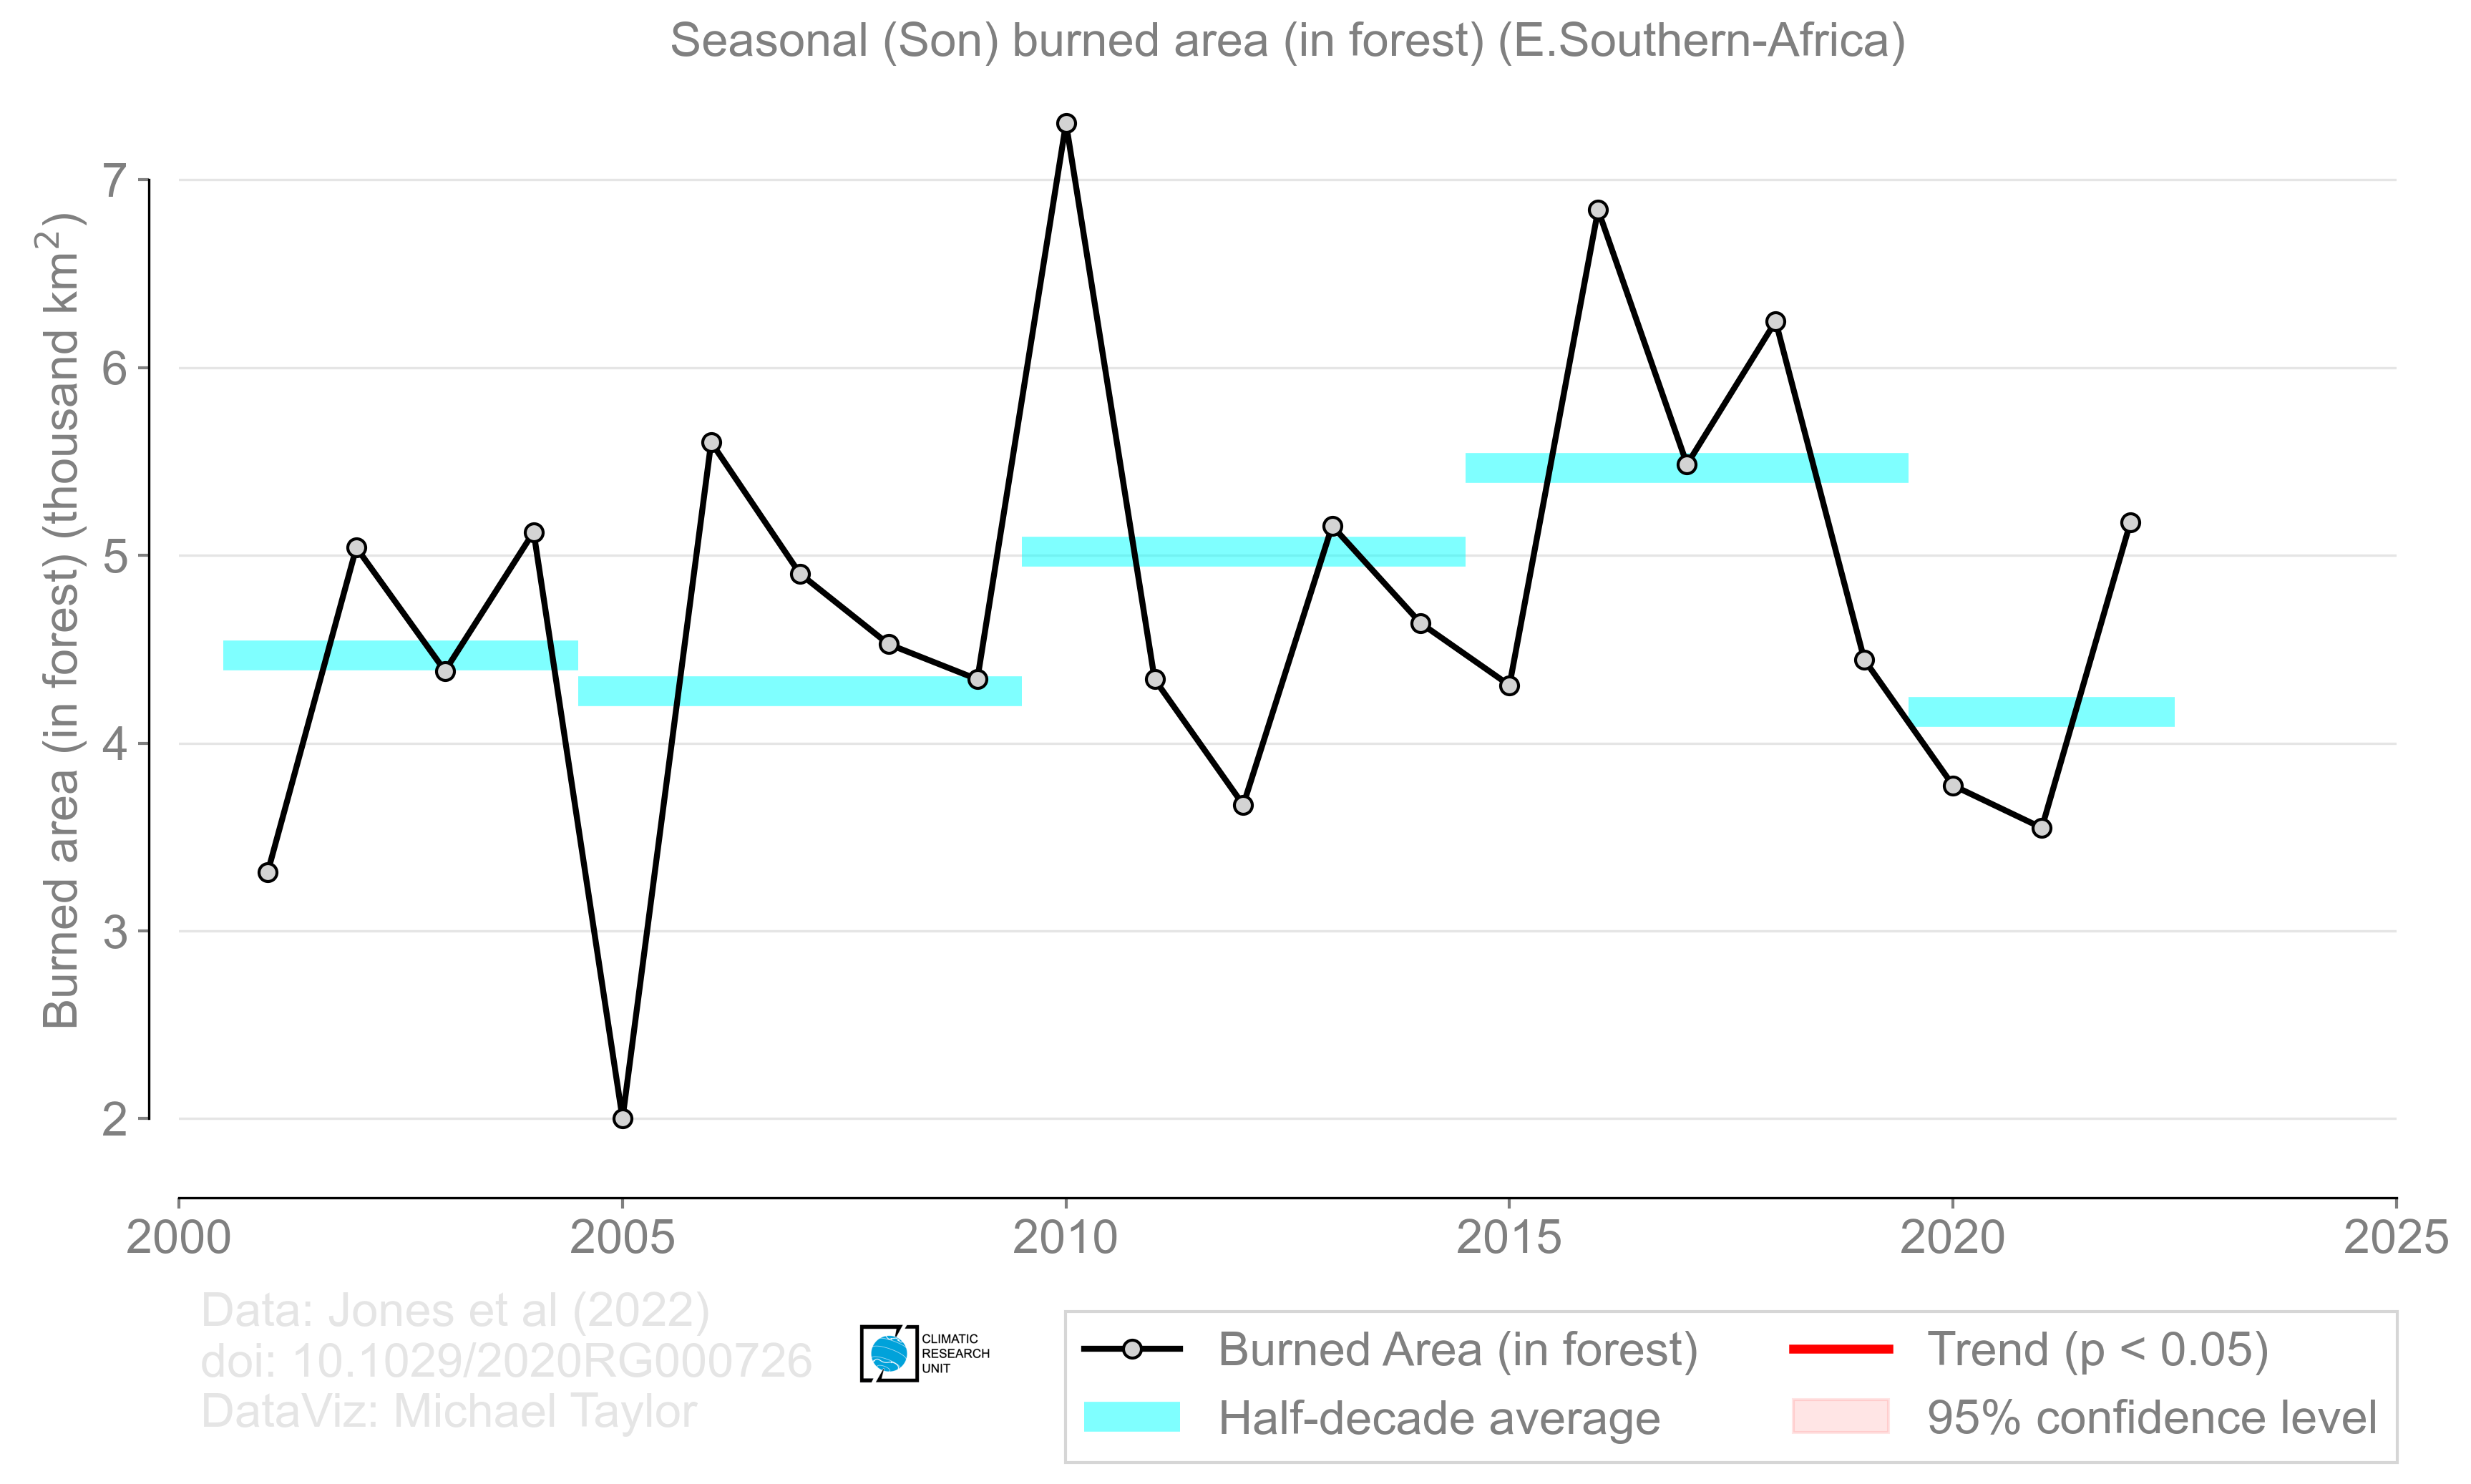 Seasonal (Son) burned area (in forest) (E.Southern-Africa)
Burned area (in forest) (thousand km²)
7
6
5
4
3
2
2000
2005
2010
2015
2020
2025
Data: Jones et al (2022)
doi: 10.1029/2020RG000726
DataViz: Michael Taylor
CLIMATIC
RESEARCH
UNIT
Burned Area (in forest)
Half-decade average
Trend (p < 0.05)
95% confidence level